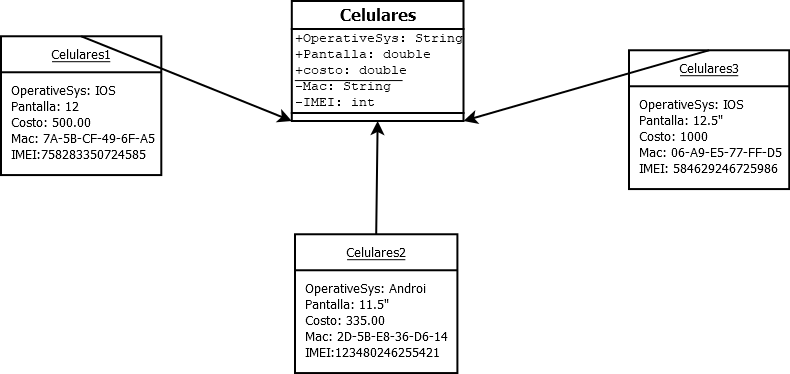 Celulares
+OperativeSys: String
+Pantalla: double
+costo: double
-Mac: String
-IMEI: int
Celulares1
OperativeSys: IOS
Pantalla: 12
Costo: 500.00
Mac: 7A-5B-CF-49-6F-A5
IMEI:758283350724585
Celulares3
OperativeSys: IOS
Pantalla: 12.5"
Costo: 1000
Mac: 06-A9-E5-77-FF-D5
IMEI: 584629246725986
Celulares2
OperativeSys: Androi
Pantalla: 11.5"
Costo: 335.00
Mac: 2D-5B-E8-36-D6-14
IMEI:123480246255421